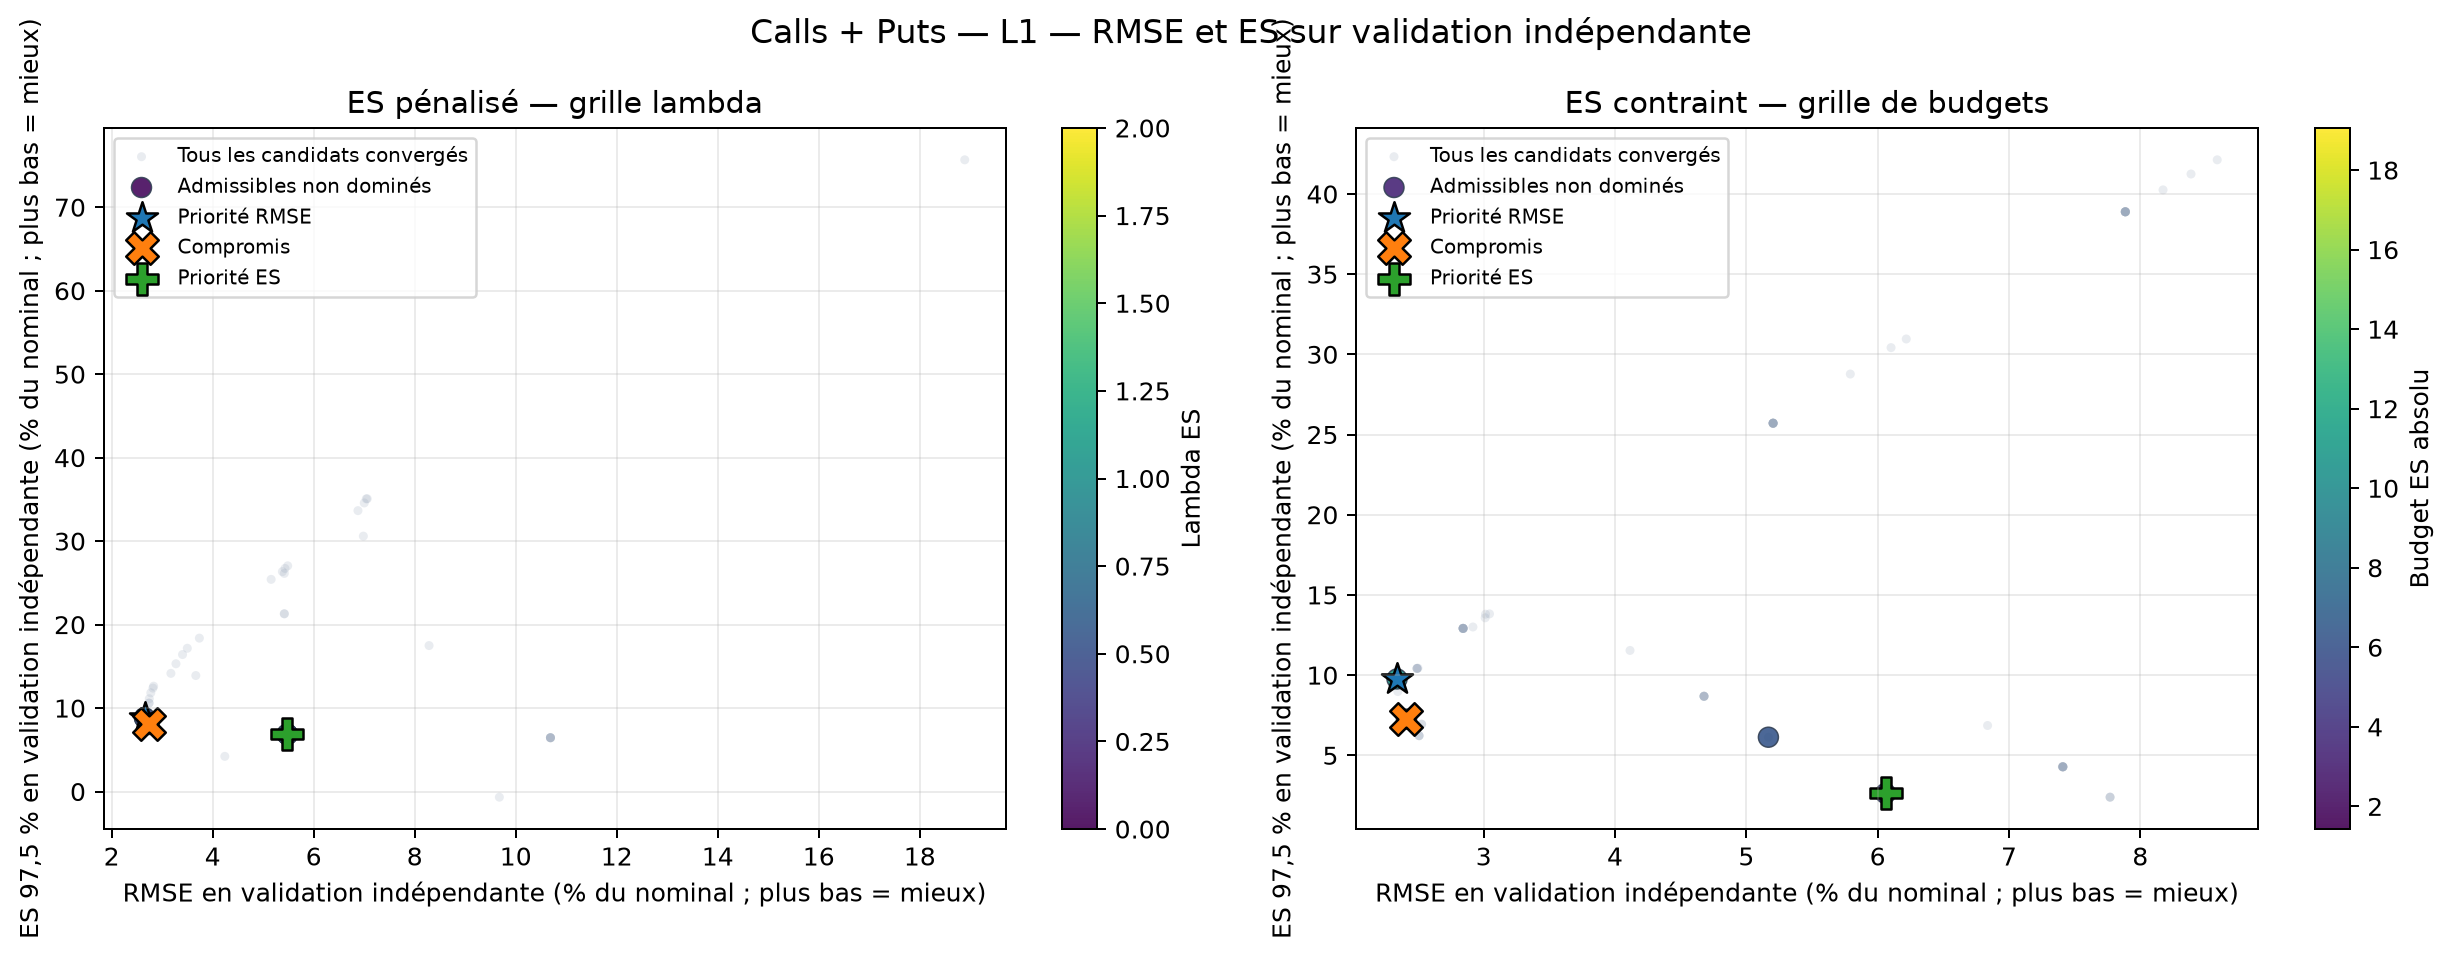 Calls + Puts — L1 — RMSE et ES sur validation indépendante
ES pénalisé — grille lambda
ES 97,5 % en validation indépendante (% du nominal ; plus bas = mieux)
70
60
50
40
30
20
10
0
Tous les candidats convergés
Admissibles non dominés
Priorité RMSE
Compromis
Priorité ES
2
4
6
8
10
12
14
16
18
RMSE en validation indépendante (% du nominal ; plus bas = mieux)
2.00
1.75
1.50
1.25
1.00
0.75
0.50
0.25
0.00
Lambda ES
ES contraint — grille de budgets
ES 97,5 % en validation indépendante (% du nominal ; plus bas = mieux)
40
35
30
25
20
15
10
5
Tous les candidats convergés
Admissibles non dominés
Priorité RMSE
Compromis
Priorité ES
3
4
5
6
7
8
RMSE en validation indépendante (% du nominal ; plus bas = mieux)
18
16
14
12
10
8
6
4
2
Budget ES absolu